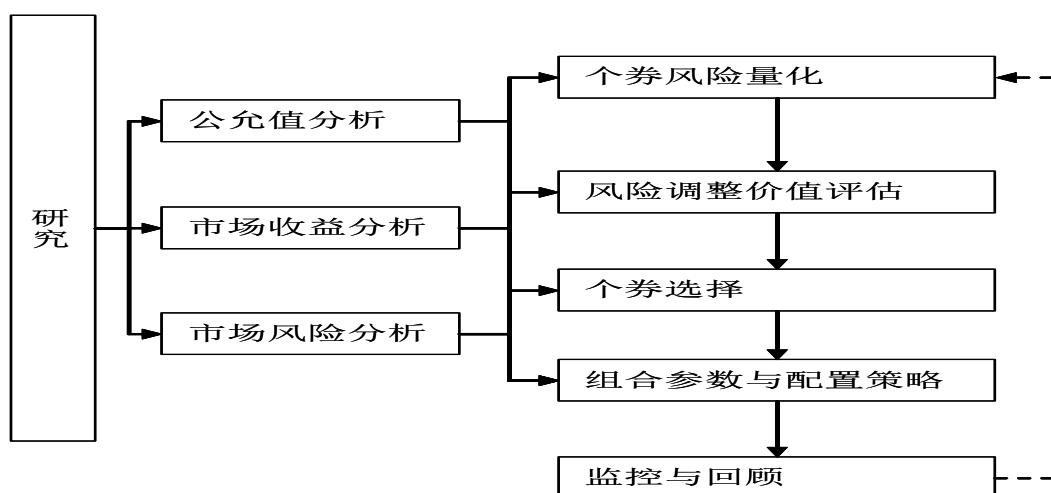 研究
公允值分析
市场收益分析
市场风险分析
个券风险量化
风险调整价值评估
个券选择
组合参数与配置策略
监控与回顾